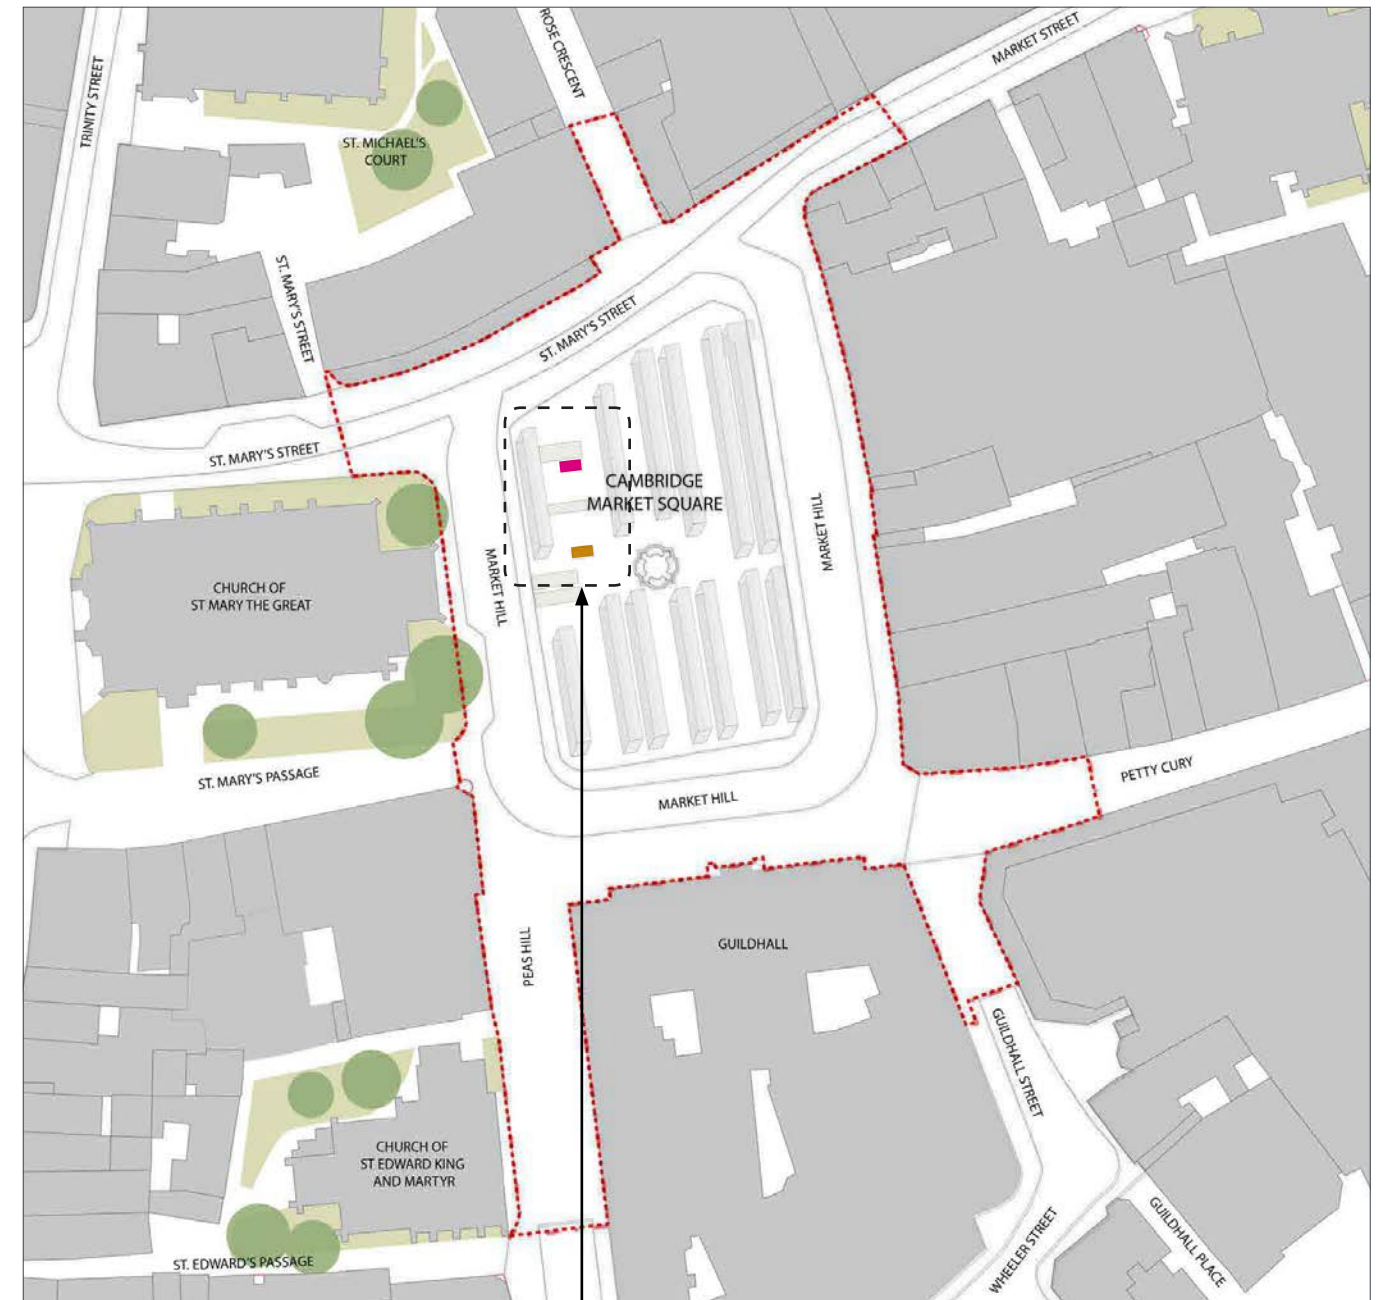 ROSE CRESCENT
MARKET STREET
TRINITY STREET
ST. MICHAEL'S
COURT
ST. MARY'S STREET
ST. MARY'S STREET
ST. MARY'S STREET
CAMBRIDGE
MARKET SQUARE
MARKET HILL
MARKET HILL
CHURCH OF
ST MARY THE GREAT
ST. MARY'S PASSAGE
MARKET HILL
PETTY CURY
PEAS HILL
GUILDHALL
GUILDHALL STREET
CHURCH OF
ST EDWARD KING
AND MARTYR
ST. EDWARD'S PASSAGE
WHEELER STREET
GUILDHALL PLACE